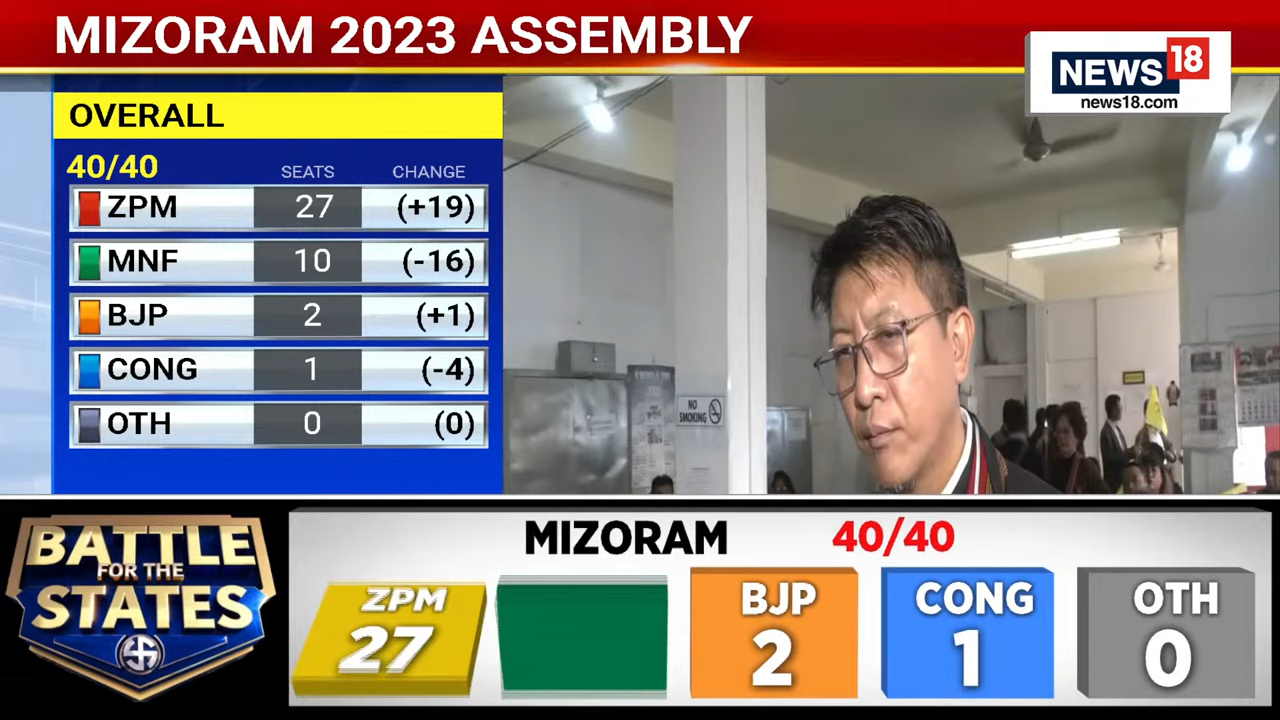 MIZORAM 2023 ASSEMBLY
NEWS 18
news18.com
OVERALL
40/40 SEATS CHANGE
ZPM 27 (+19)
MNF 10 (-16)
BJP 2 (+1)
CONG 1 (-4)
OTH 0 (0)
NO
SMOKING
BATTLE
FOR THE
STATES
MIZORAM 40/40
ZPM
27
BJP
2
CONG
1
OTH
0